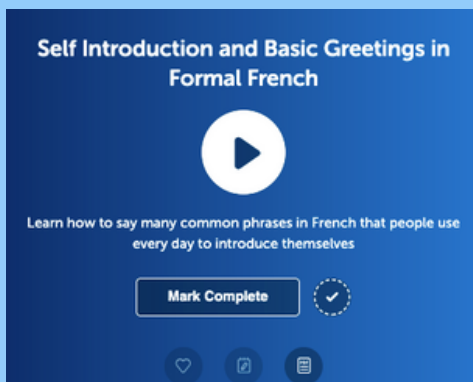 Self Introduction and Basic Greetings in
Formal French
Learn how to say many common phrases in French that people use
every day to introduce themselves
Mark Complete